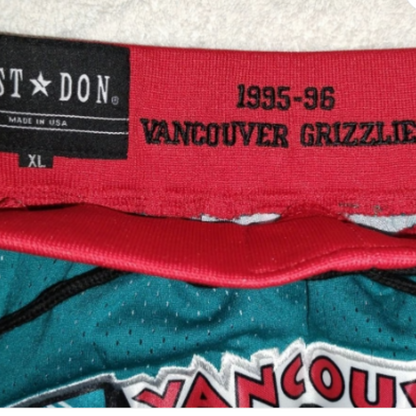 ST★DON®
MADE IN USA
XL
1995-96
VANCOUVER GRIZZLIE
VANCOU